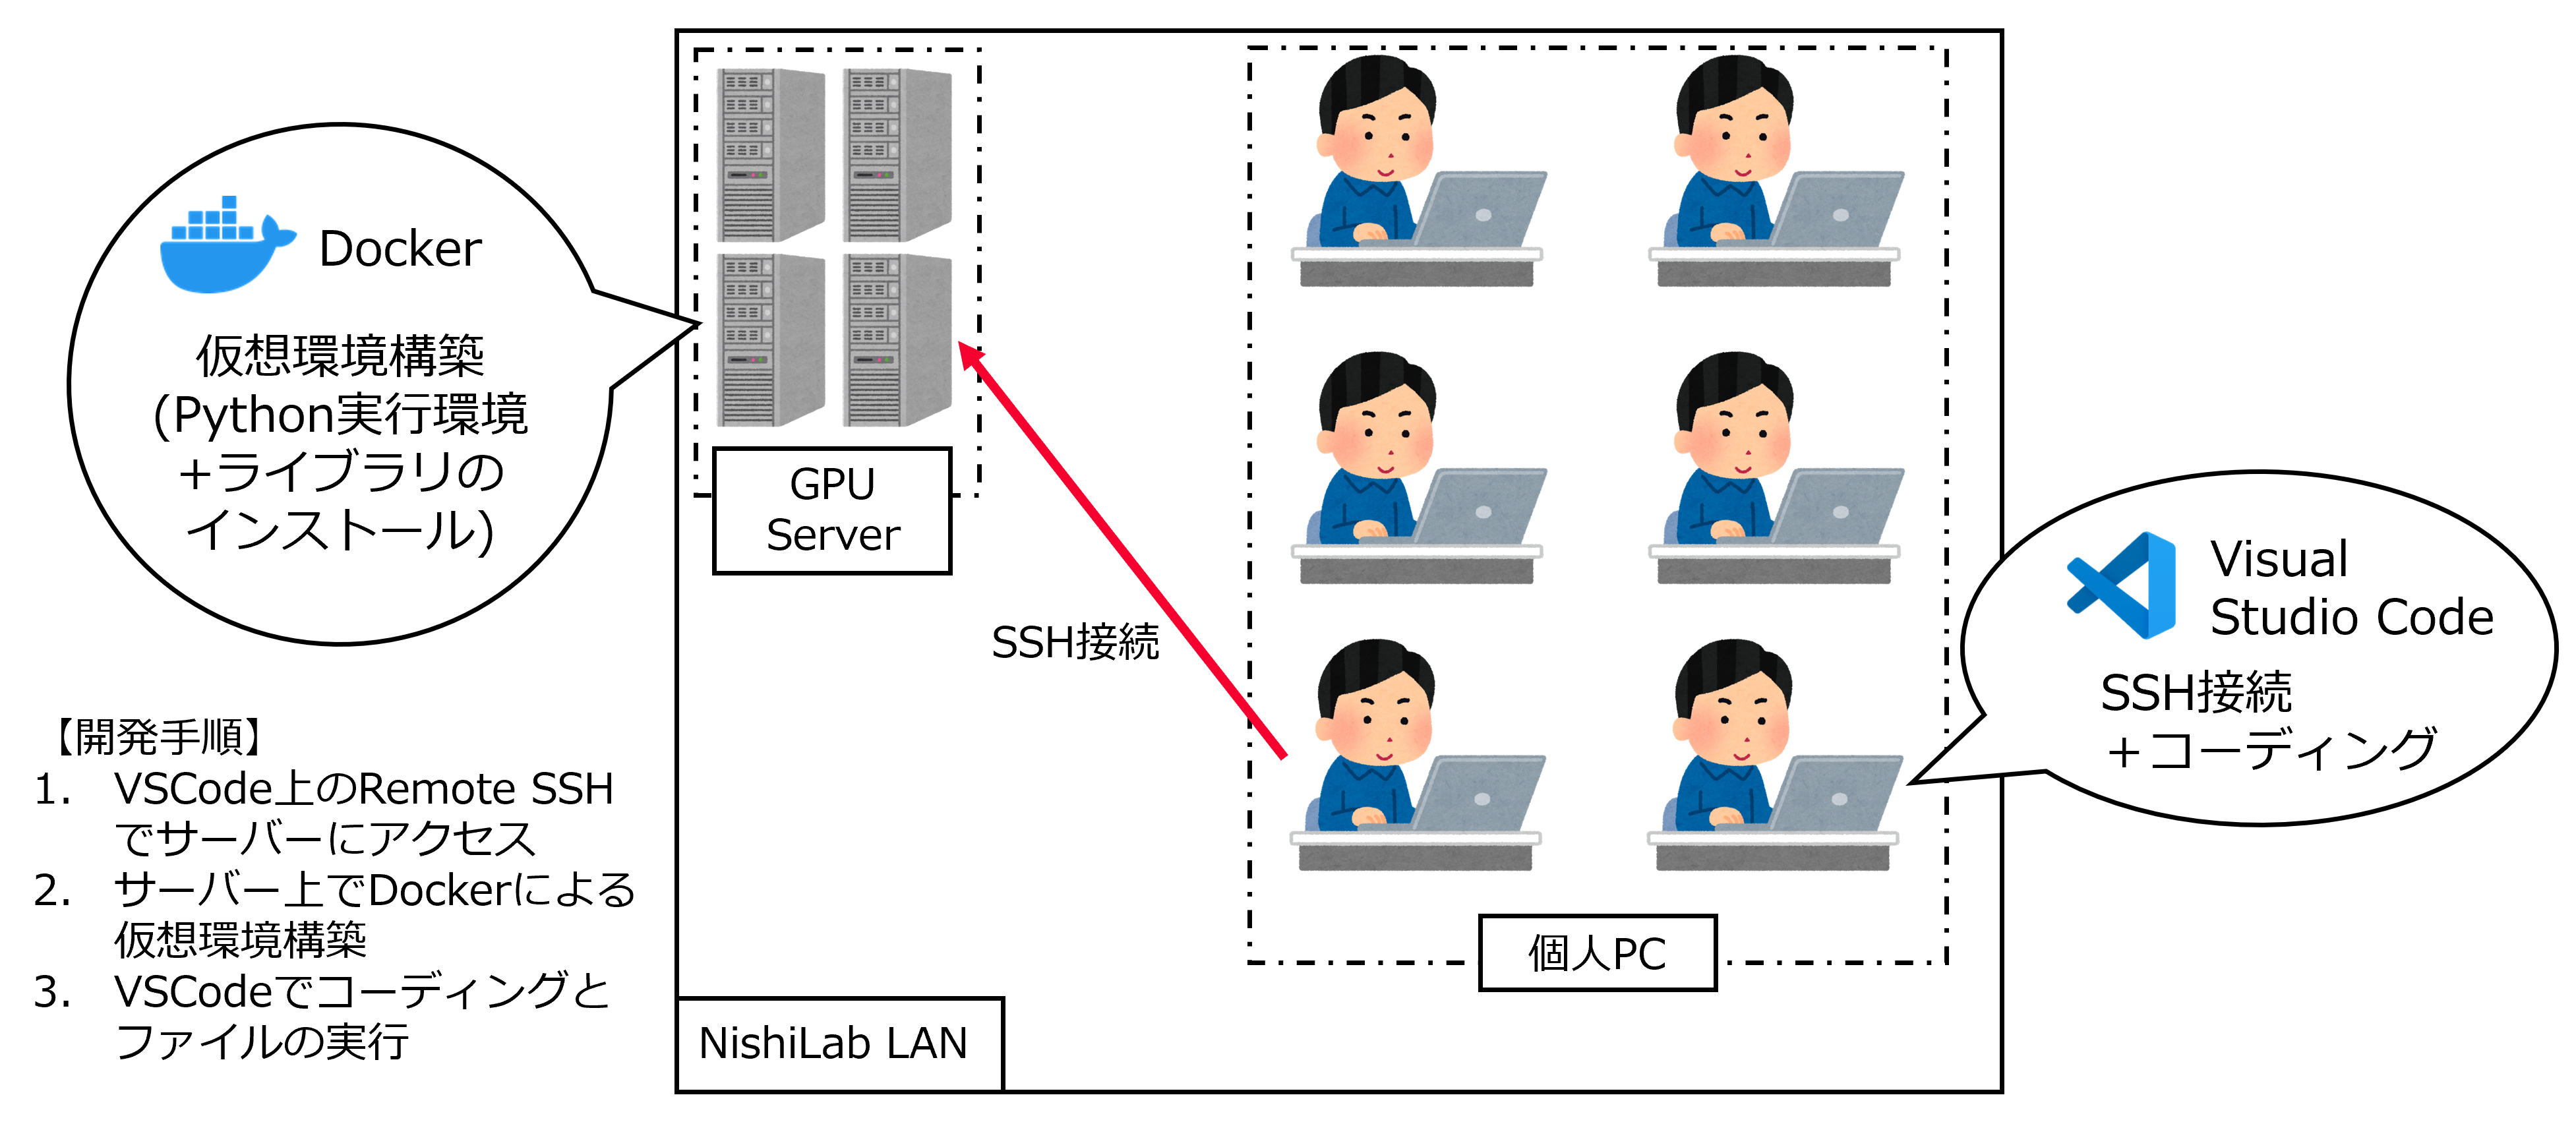 Docker
仮想環境構築
(Python実行環境
＋ライブラリの
インストール)
GPU
Server
SSH接続
Visual
Studio Code
SSH接続
＋コーディング
個人PC
NishiLab LAN
【開発手順】
1. VSCode上のRemote SSH
でサーバーにアクセス
2. サーバー上でDockerによる
仮想環境構築
3. VSCodeでコーディングと
ファイルの実行